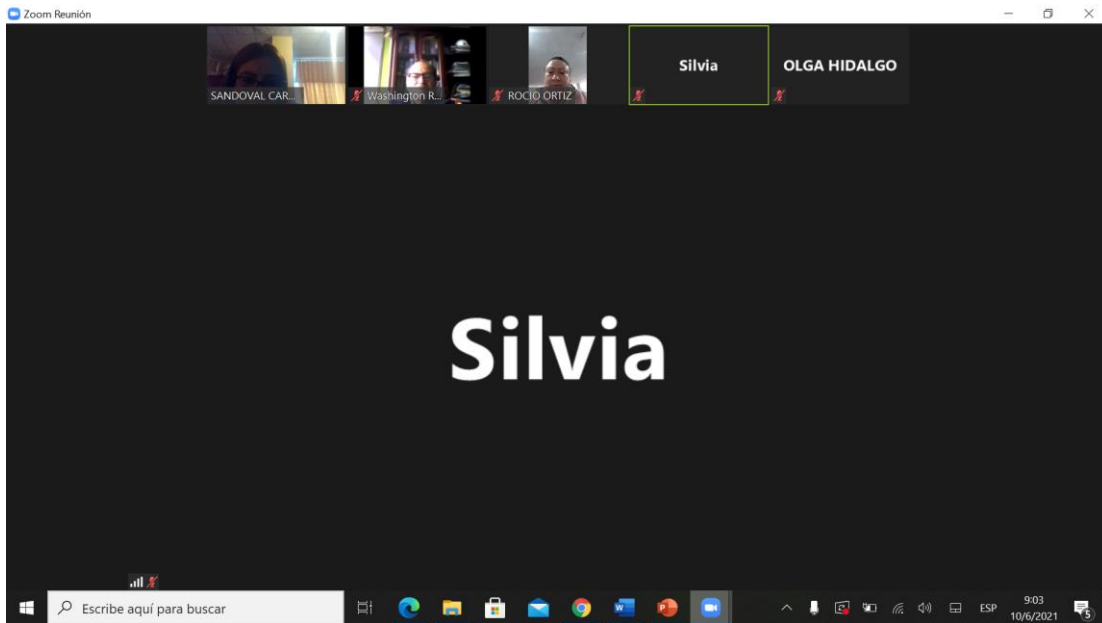 Zoom Reunión
SANDOVAL CAR...
Washington R...
ROCIO ORTIZ
Silvia
OLGA HIDALGO
Silvia
Escribe aquí para buscar
ESP
9:03
10/6/2021
5